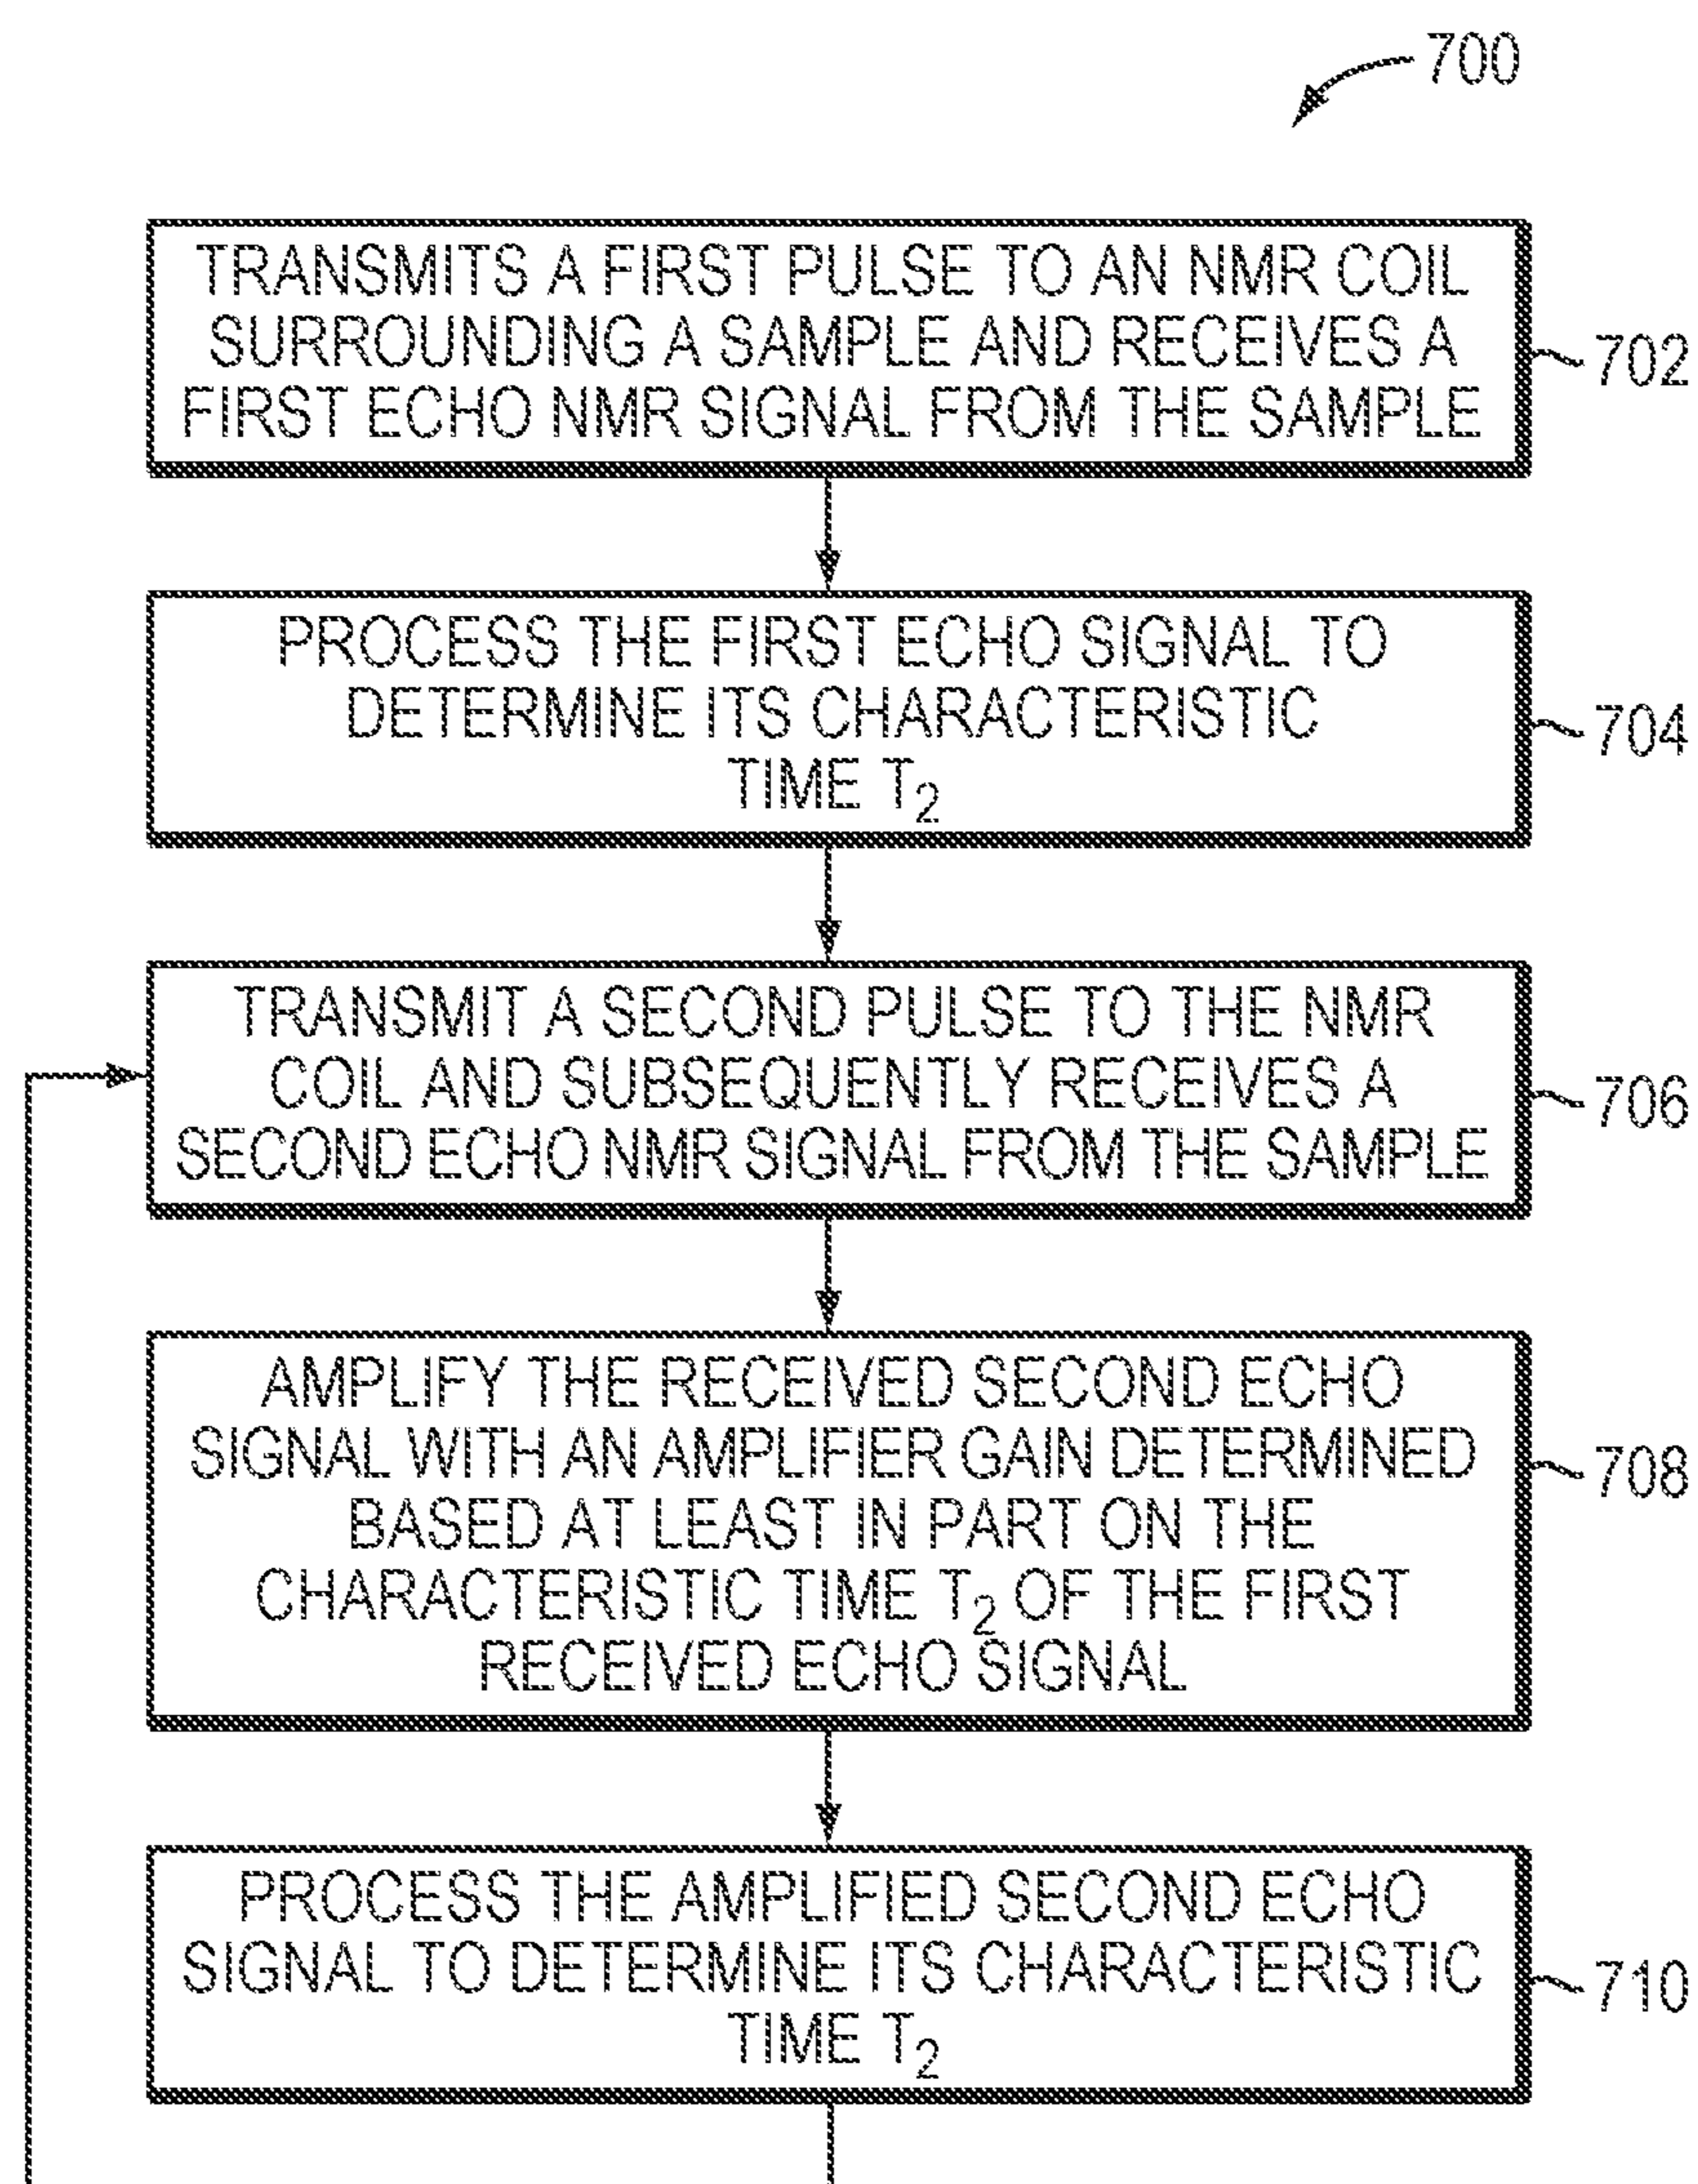 700
TRANSMITS A FIRST PULSE TO AN NMR COIL
SURROUNDING A SAMPLE AND RECEIVES A
FIRST ECHO NMR SIGNAL FROM THE SAMPLE
702
PROCESS THE FIRST ECHO SIGNAL TO
DETERMINE ITS CHARACTERISTIC
TIME T₂
704
TRANSMIT A SECOND PULSE TO THE NMR
COIL AND SUBSEQUENTLY RECEIVES A
SECOND ECHO NMR SIGNAL FROM THE SAMPLE
706
AMPLIFY THE RECEIVED SECOND ECHO
SIGNAL WITH AN AMPLIFIER GAIN DETERMINED
BASED AT LEAST IN PART ON THE
CHARACTERISTIC TIME T₂ OF THE FIRST
RECEIVED ECHO SIGNAL
708
PROCESS THE AMPLIFIED SECOND ECHO
SIGNAL TO DETERMINE ITS CHARACTERISTIC
TIME T₂
710